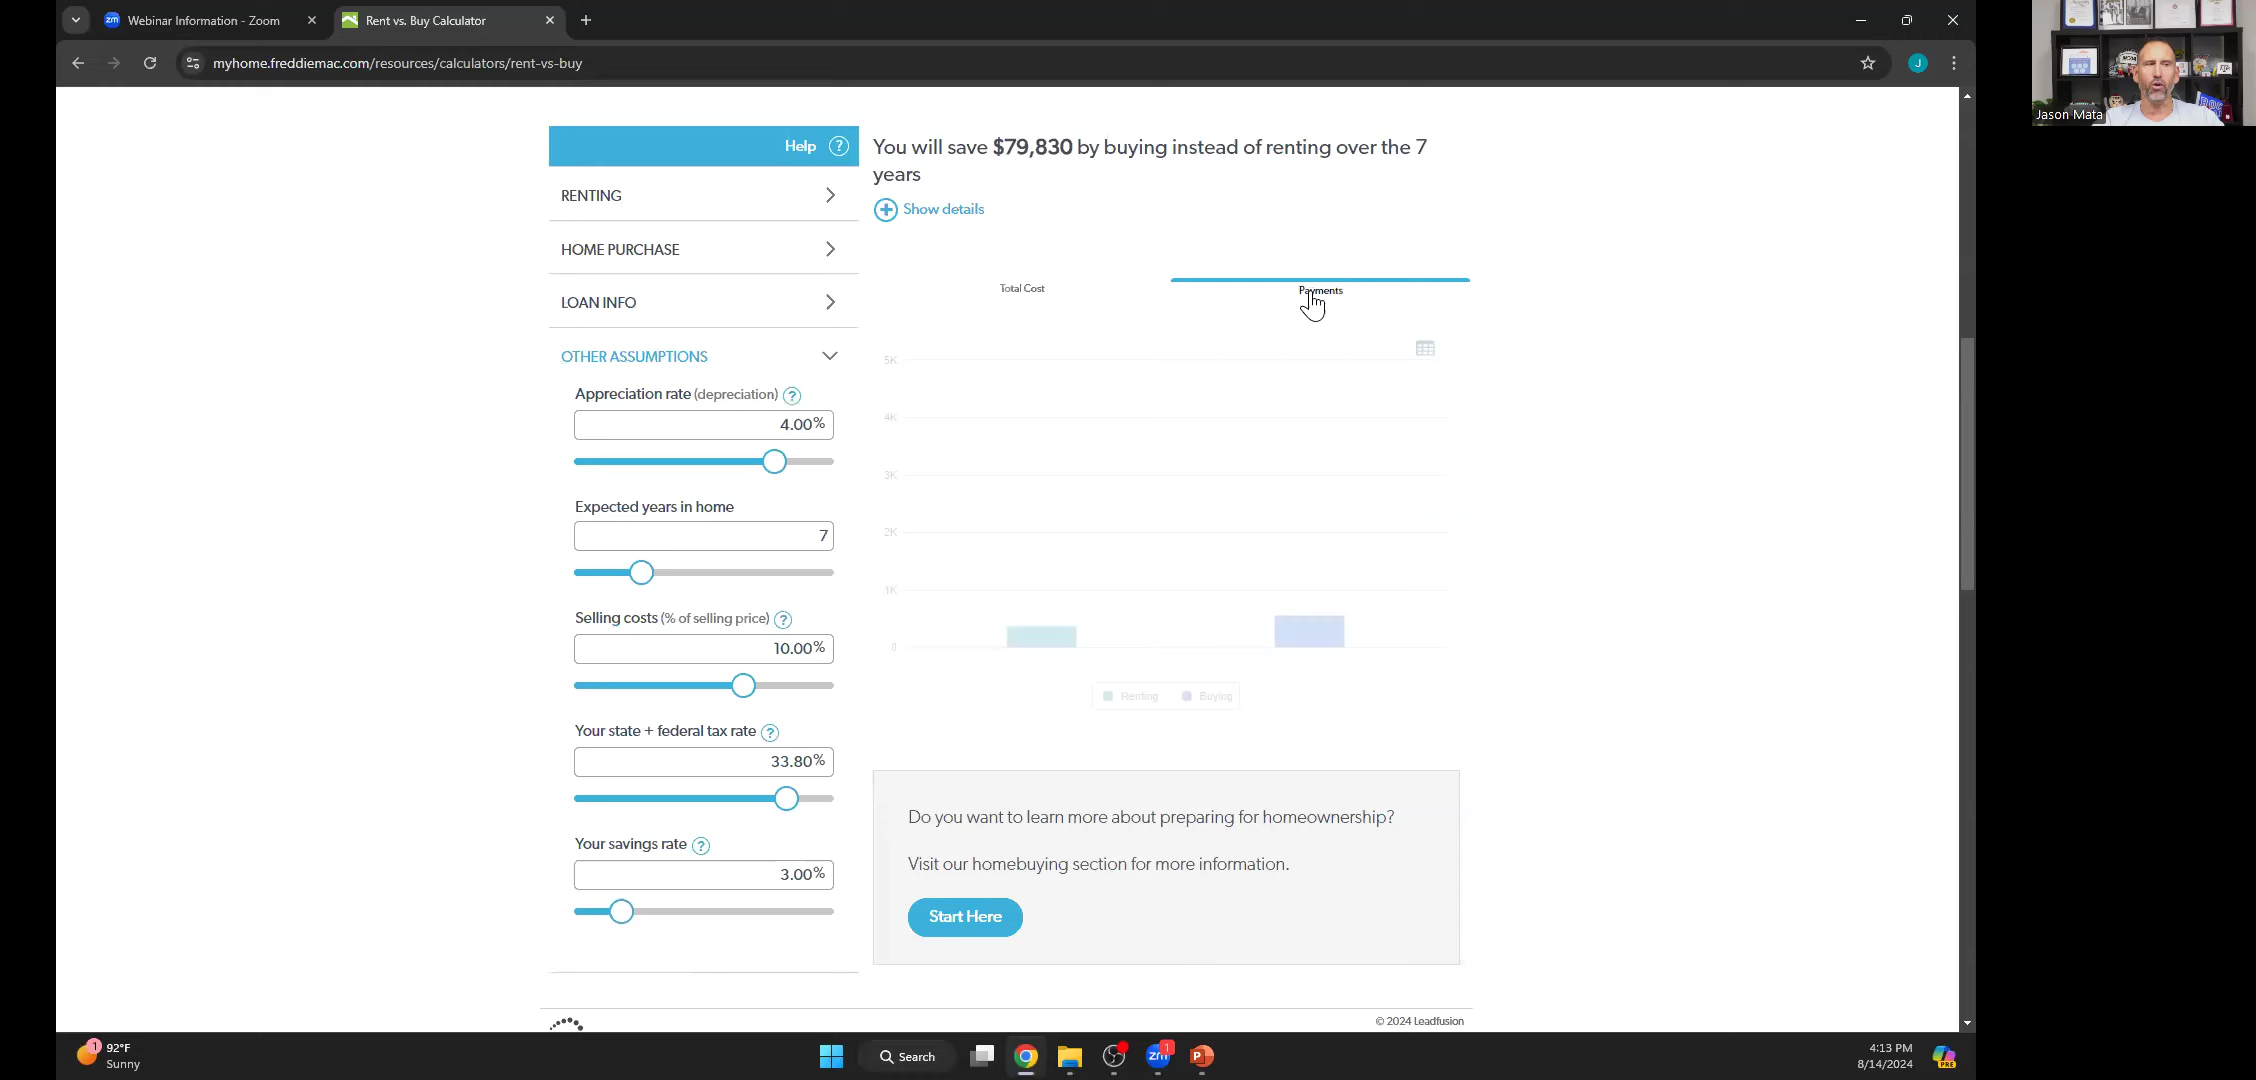 Webinar Information - Zoom
Rent vs. Buy Calculator
myhome.freddiemac.com/resources/calculators/rent-vs-buy
J
Jason Mata
Help ?
RENTING
HOME PURCHASE
LOAN INFO
OTHER ASSUMPTIONS
Appreciation rate (depreciation) ?
4.00%
Expected years in home
7
Selling costs (% of selling price) ?
10.00%
Your state + federal tax rate ?
33.80%
Your savings rate ?
3.00%
You will save $79,830 by buying instead of renting over the 7
years
Show details
Total Cost
Payments
5K
4K
3K
2K
1K
0
Renting
Buying
Do you want to learn more about preparing for homeownership?
Visit our homebuying section for more information.
Start Here
© 2024 Leadfusion
1
92°F
Sunny
Search
zm
1
P
4:13 PM
8/14/2024
PRE